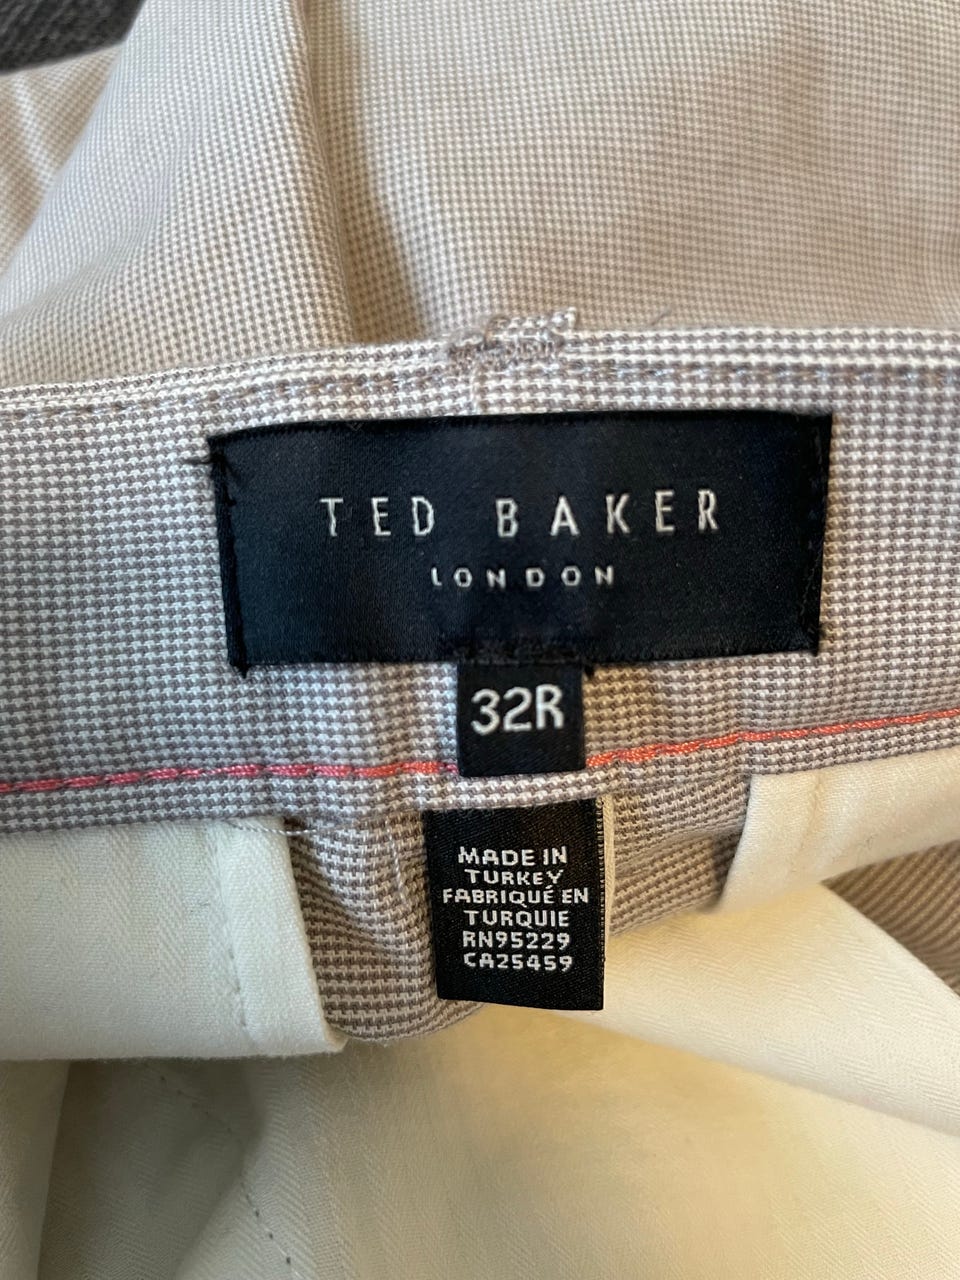 TED BAKER
LONDON
32R
MADE IN
TURKEY
FABRIQUÉ EN
TURQUIE
RN95229
CA25459